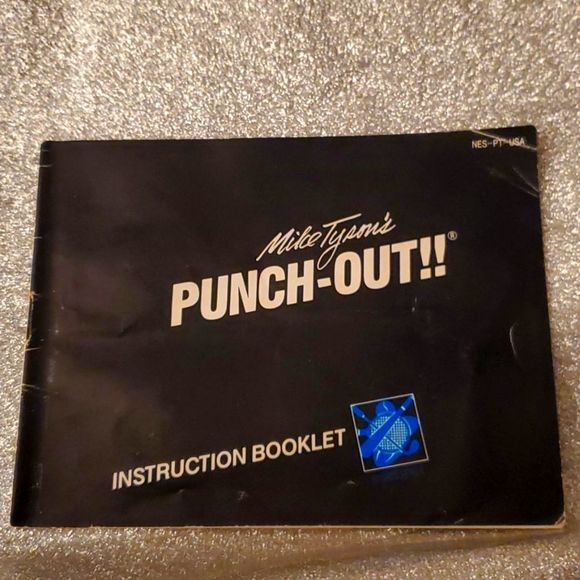 NES-PT-USA
Mike Tyson's
PUNCH-OUT!!®
INSTRUCTION BOOKLET